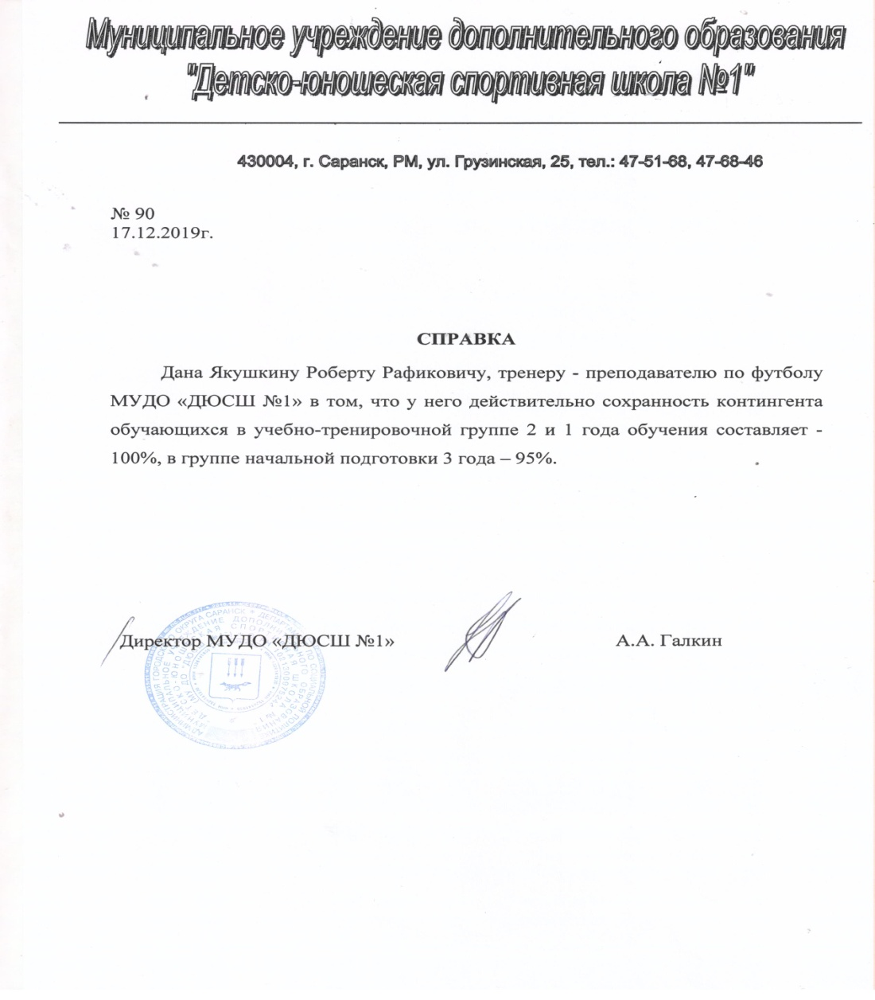 Муниципальное учреждение дополнительного образования
"Детско-юношеская спортивная школа №1"
430004, г. Саранск, РМ, ул. Грузинская, 25, тел.: 47-51-68, 47-68-46
№ 90
17.12.2019г.
СПРАВКА
Дана Якушкину Роберту Рафиковичу, тренеру - преподавателю по футболу
МУДО «ДЮСШ №1» в том, что у него действительно сохранность контингента
обучающихся в учебно-тренировочной группе 2 и 1 года обучения составляет -
100%, в группе начальной подготовки 3 года – 95%.
Директор МУДО «ДЮСШ №1» А.А. Галкин